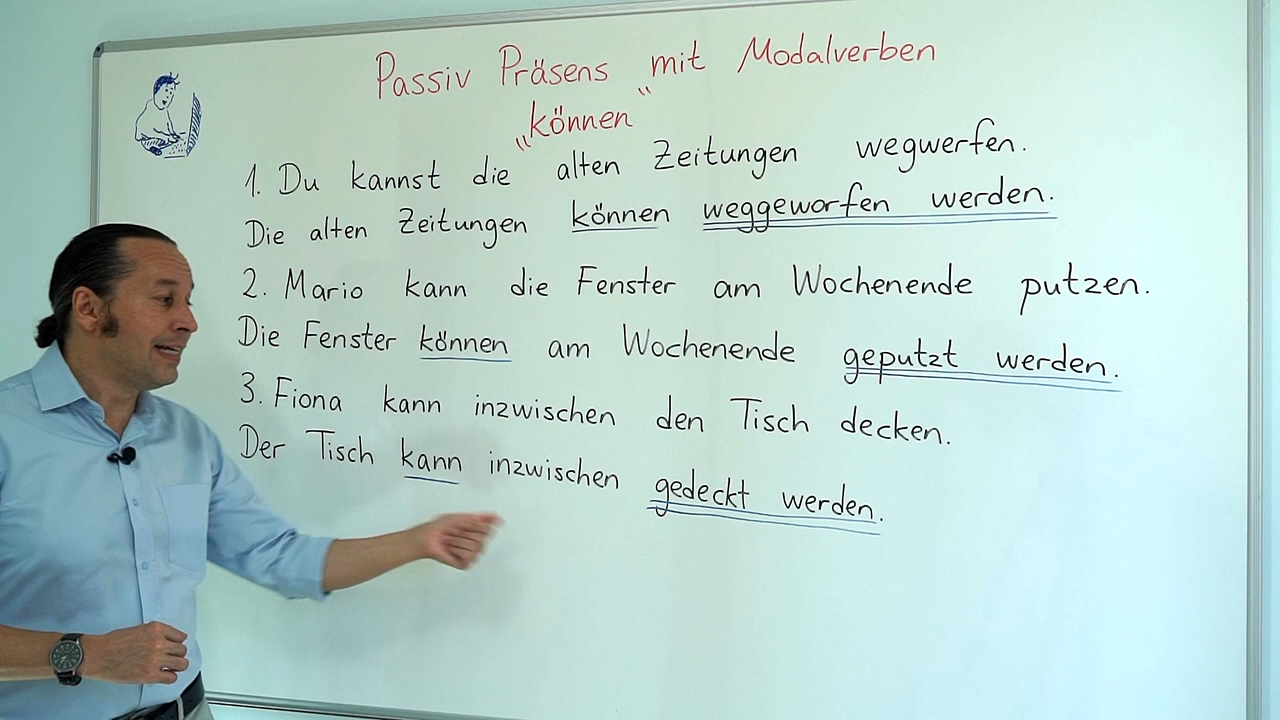 Passiv Präsens mit Modalverben
"können"
1. Du kannst die alten Zeitungen wegwerfen.
Die alten Zeitungen können weggeworfen werden.
2. Mario kann die Fenster am Wochenende putzen.
Die Fenster können am Wochenende geputzt werden.
3. Fiona kann inzwischen den Tisch decken.
Der Tisch kann inzwischen gedeckt werden.